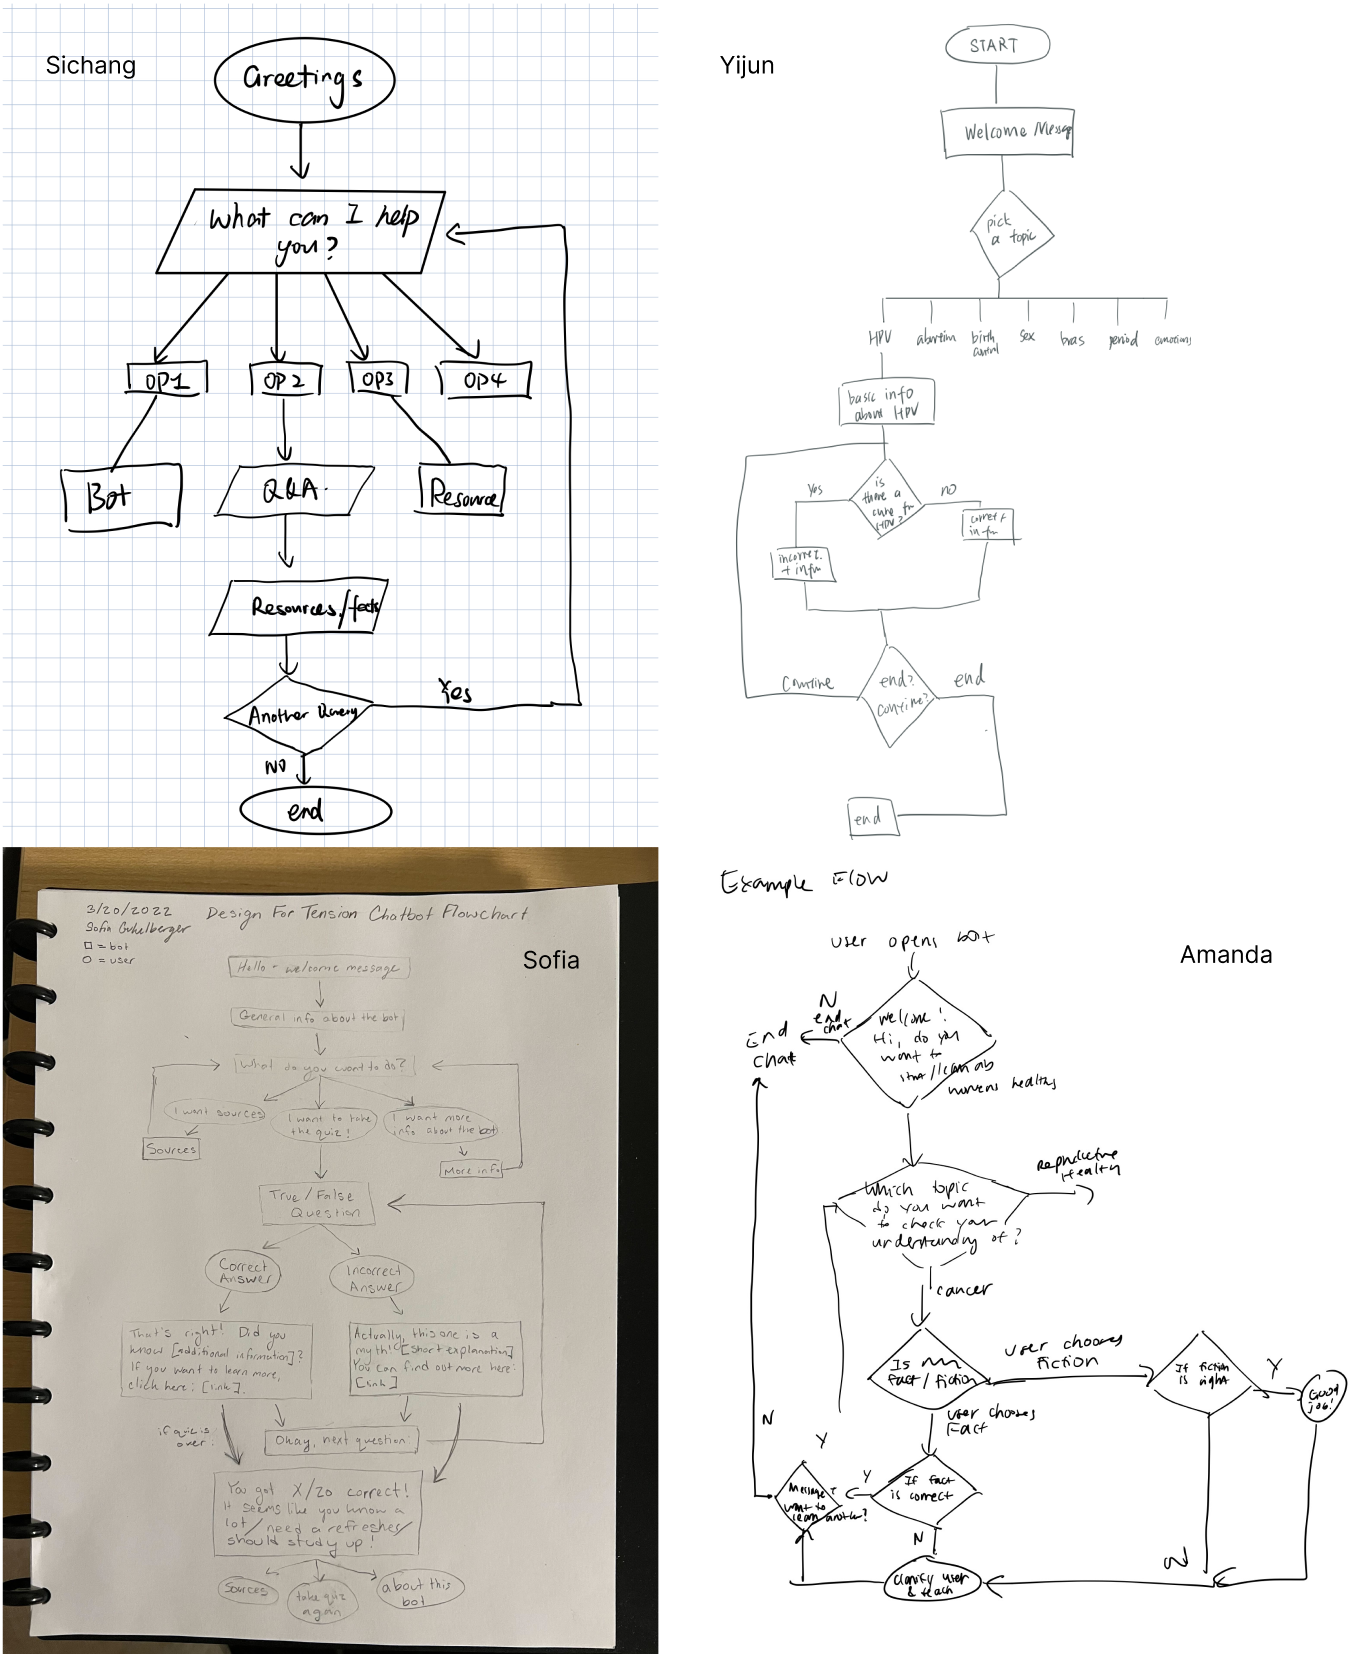 Sichang
Greetings
What can I help
you?
OP1
OP2
OP3
OP4
Bot
Q&A.
Resource
Resources/facts
Another Query
Yes
NO
end
Yijun
START
Welcome Message
pick
a topic
HPV
abortion
birth
control
sex
bras
period
emotions
basic info
about HPV
is
there a
cure for
HPV?
yes
no
incorrect
+ infm
correct +
infm
end?
continue?
end
end
3/20/2022
Design For Tension Chatbot Flowchart
Sofia
□ = bot
O = user
Sofia
Hello - welcome message
General info about the bot
What do you want to do?
I want sources
I want to take
the quiz!
I want more
info about the bot
Sources
More info
True/False
Question
Correct
Answer
Incorrect
Answer
That's right! Did you
know [additional information]?
If you want to learn more,
click here: [link].
Actually, this one is a
myth! [short explanation]
You can find out more here:
[link]
if quiz is
over:
Okay, next question:
You got X/20 correct!
It seems like you know a
lot/need a refresher/
should study up!
Sources
take quiz
again
about this
bot
Example Flow
Amanda
user opens bot
N
end
chat
End
chat
Welcome!
Hi, do you
want to
womens health
Reproductive
Health
Which topic
do you want
to check your
understanding of?
cancer
Is
fact/fiction
user chooses
Fiction
If fiction
is right
Y
Good
job!
user chooses
Fact
N
Y
Message
want to
learn another?
Y
If fact
is correct
N
N
Clarify user
& teach